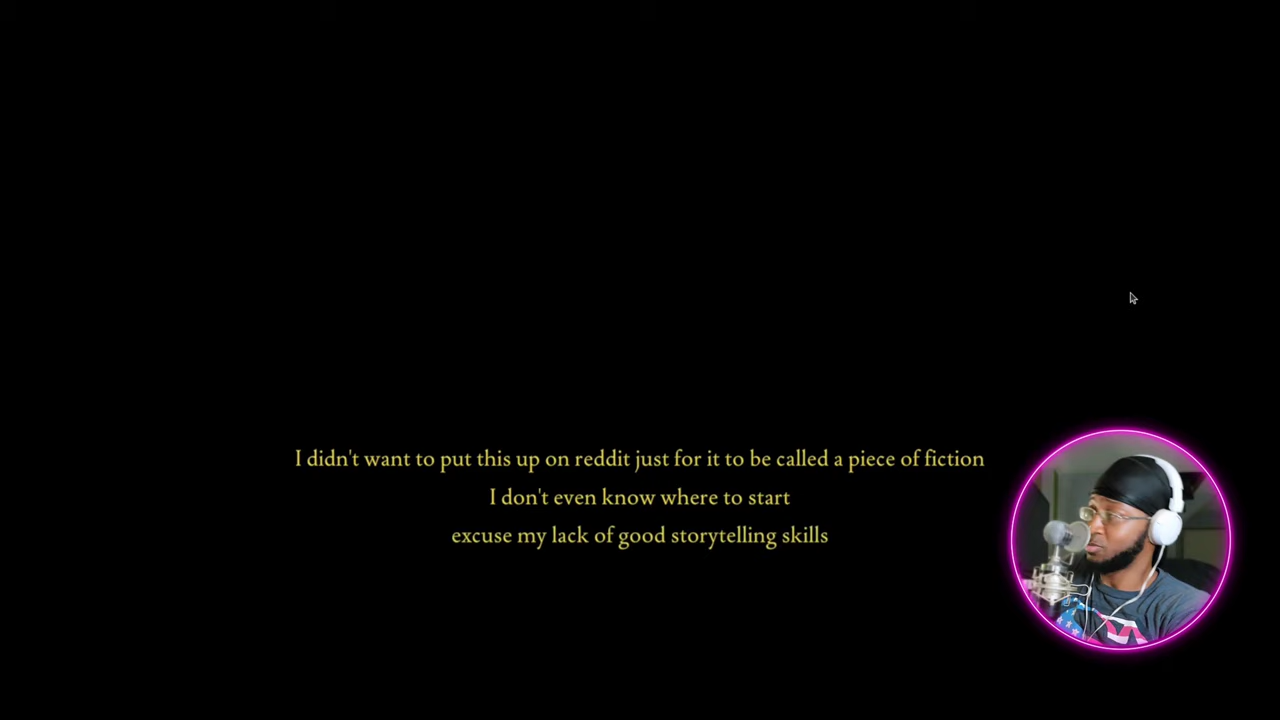 I didn't want to put this up on reddit just for it to be called a piece of fiction
I don't even know where to start
excuse my lack of good storytelling skills